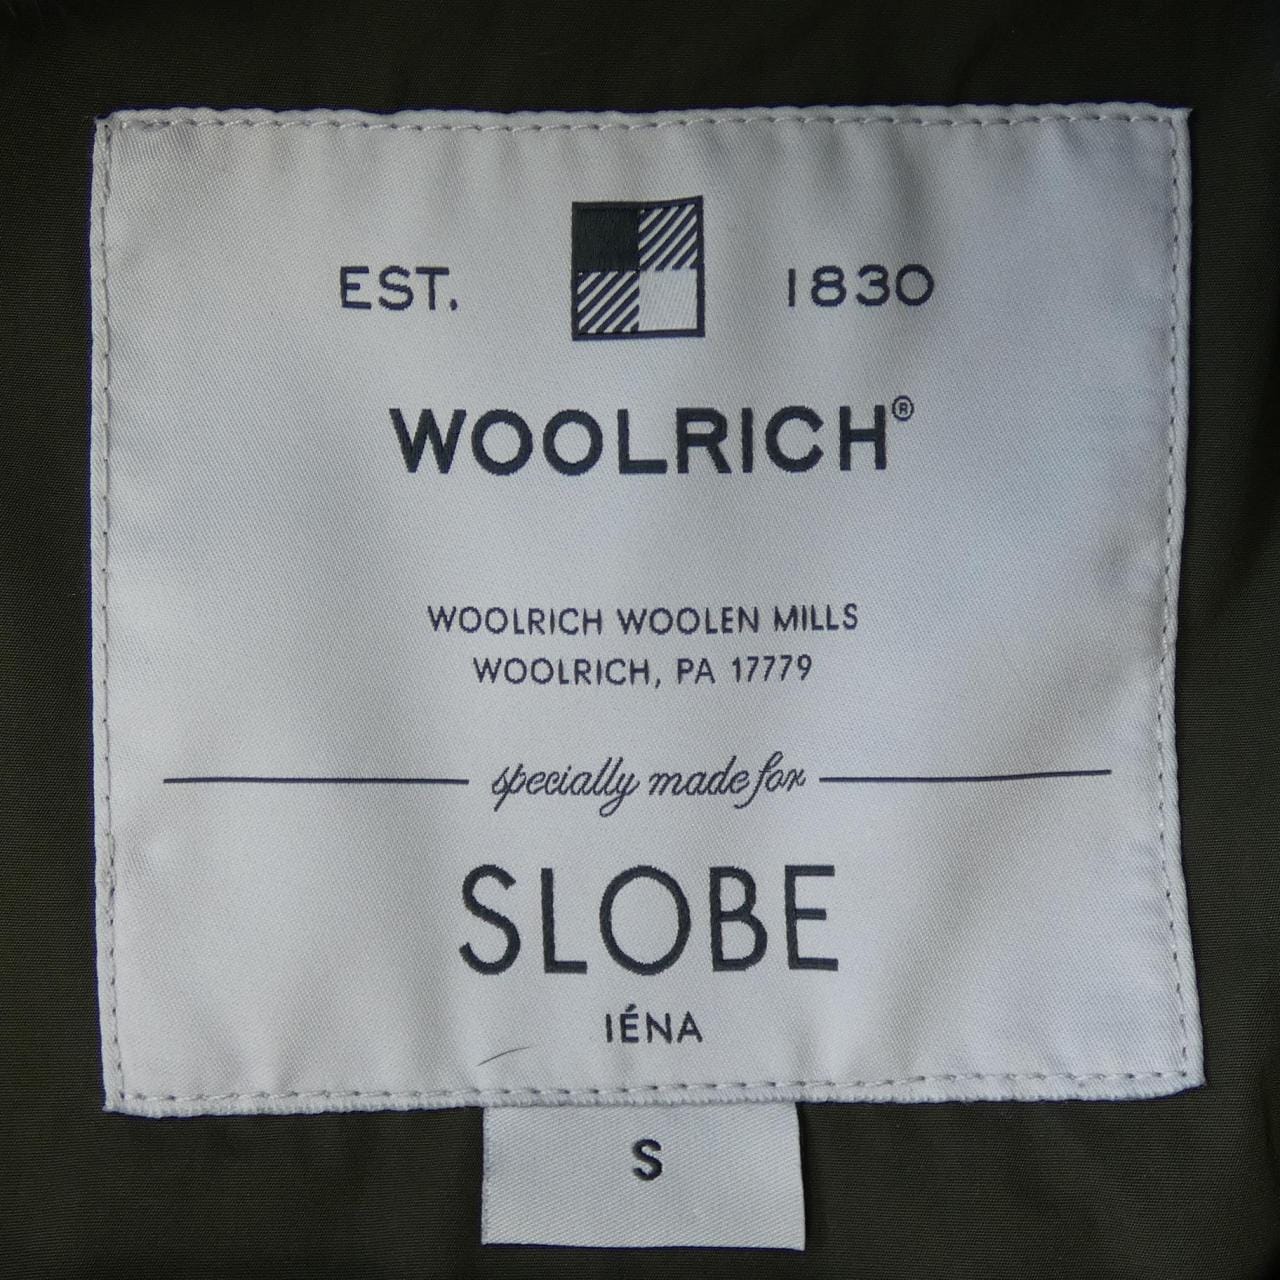 EST. 1830
WOOLRICH®
WOOLRICH WOOLEN MILLS
WOOLRICH, PA 17779
specially made for
SLOBE
IÉNA
S